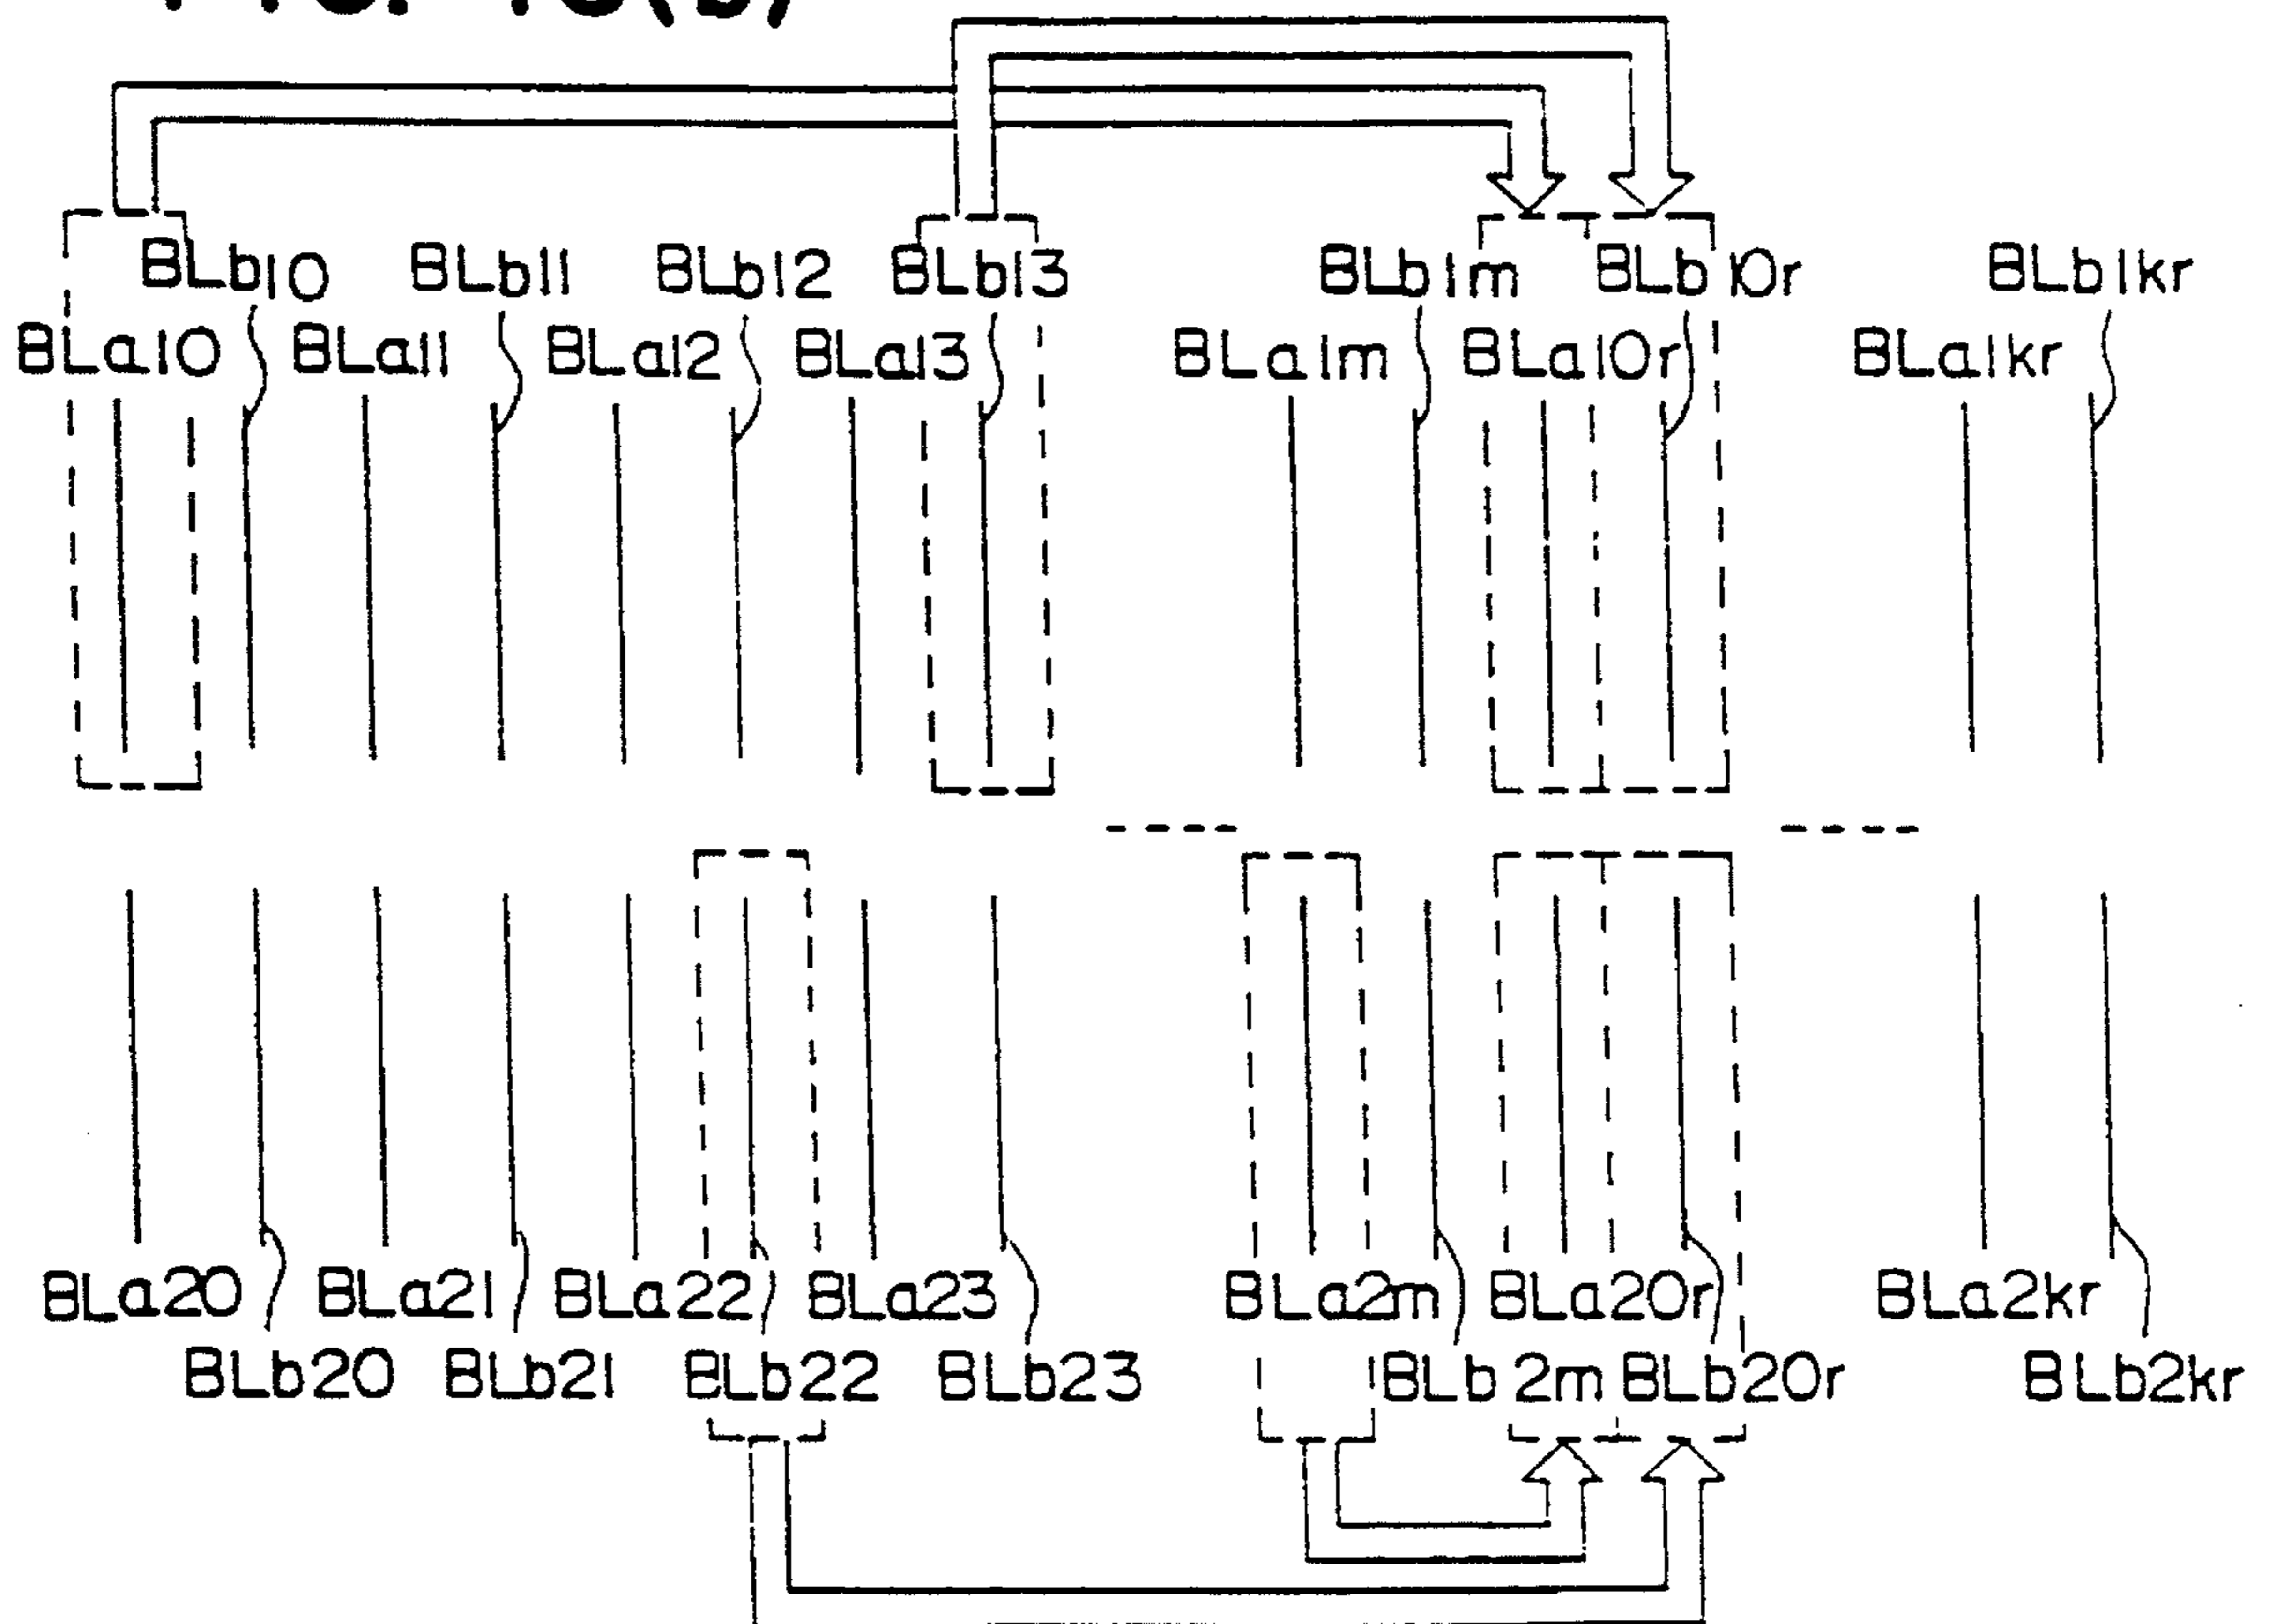 BLb10 BLb11 BLb12 BLb13 BLb1m BLb10r BLb1kr
BLa10 BLa11 BLa12 BLa13 BLa1m BLa10r BLa1kr
BLa20 BLa21 BLa22 BLa23 BLa2m BLa20r BLa2kr
BLb20 BLb21 BLb22 BLb23 BLb2m BLb20r BLb2kr